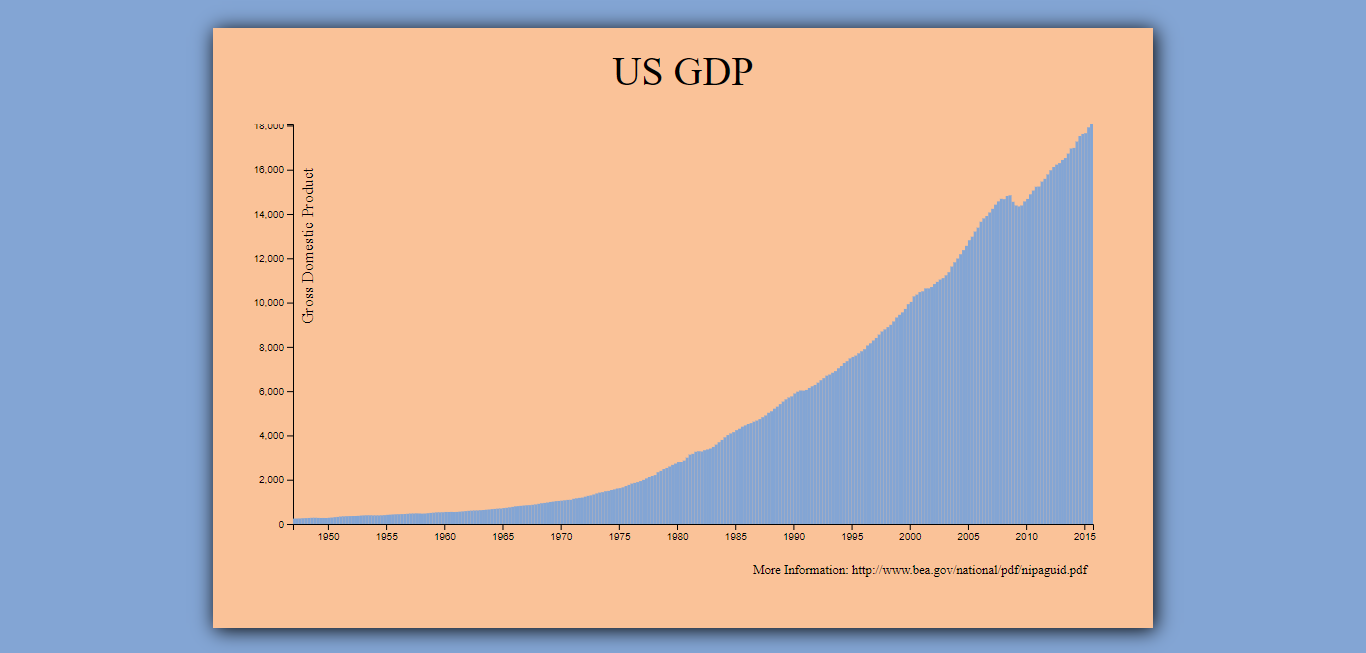 US GDP
18,000
16,000
14,000
12,000
10,000
8,000
6,000
4,000
2,000
0
Gross Domestic Product
1950 1955 1960 1965 1970 1975 1980 1985 1990 1995 2000 2005 2010 2015
More Information: http://www.bea.gov/national/pdf/nipaguid.pdf